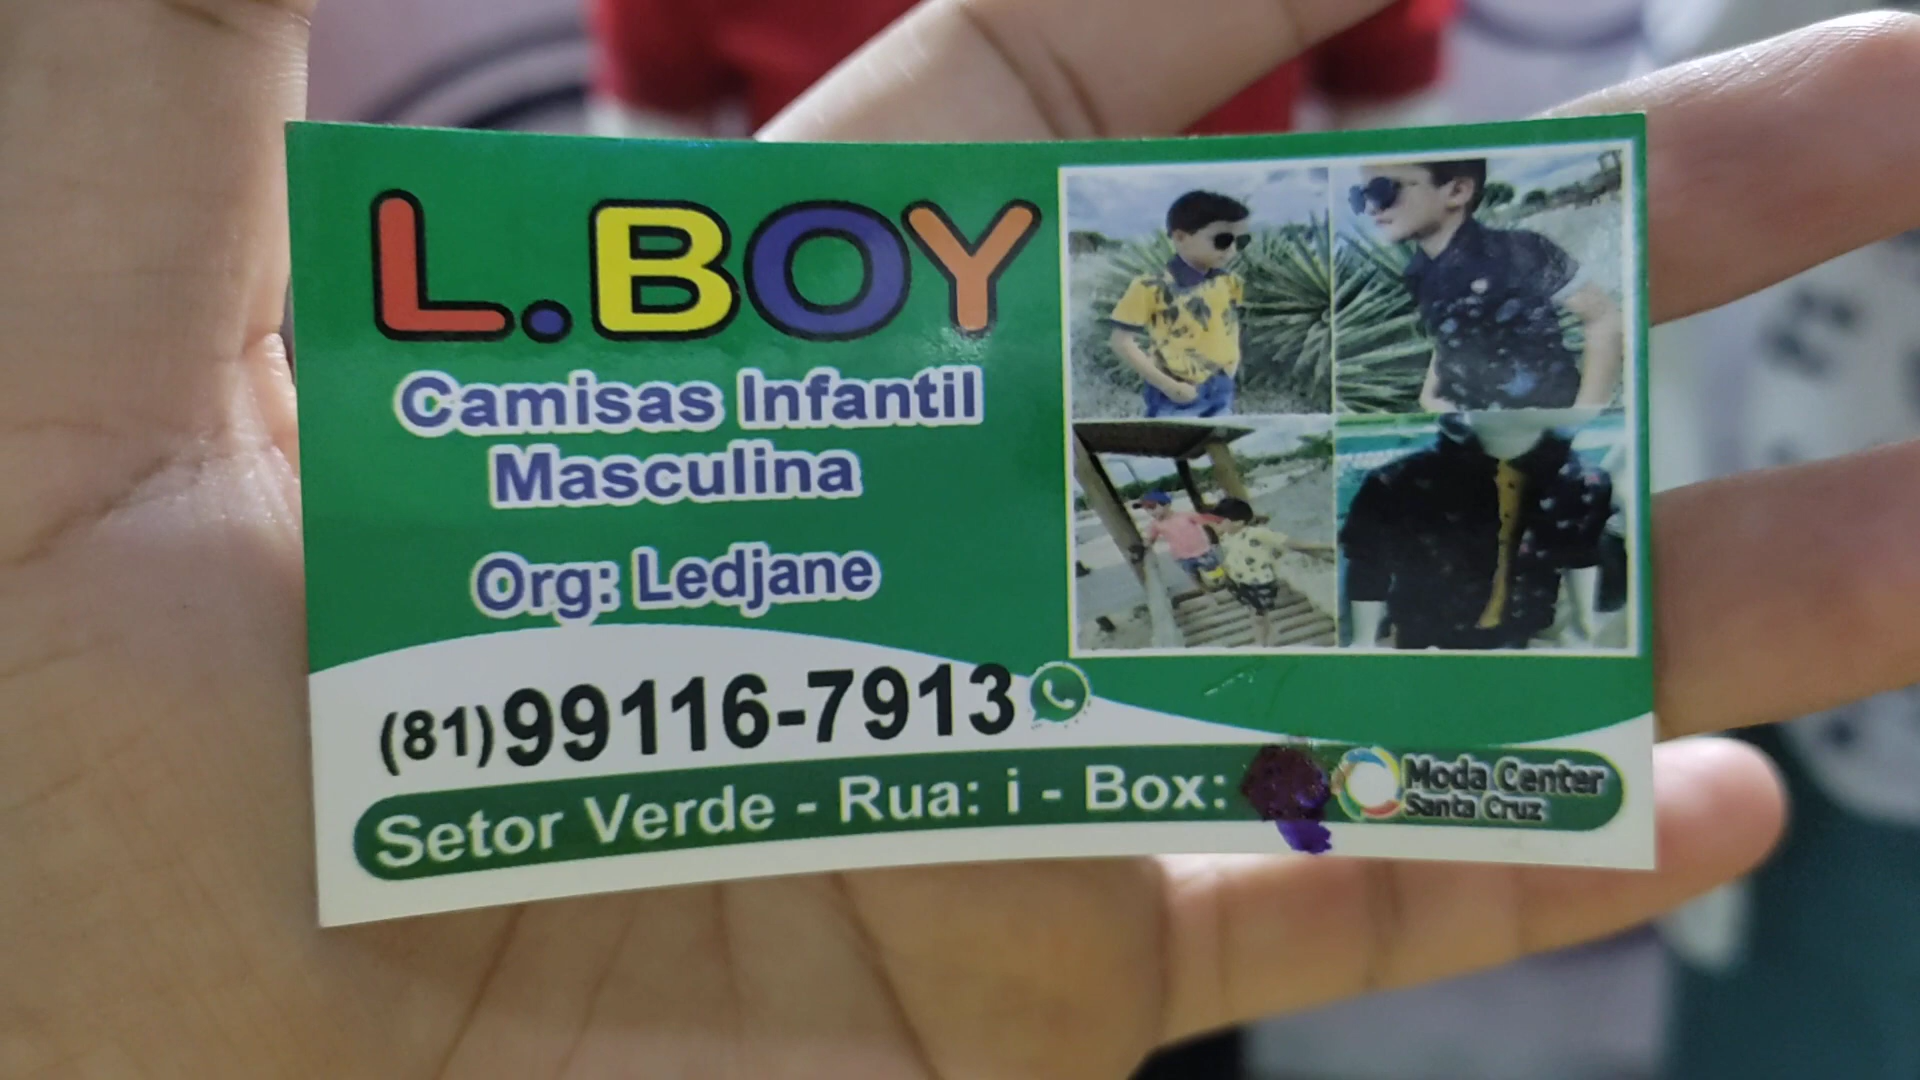 L.BOY
Camisas Infantil
Masculina
Org: Ledjane
(81)99116-7913
Setor Verde - Rua: i - Box:
Moda Center
Santa Cruz